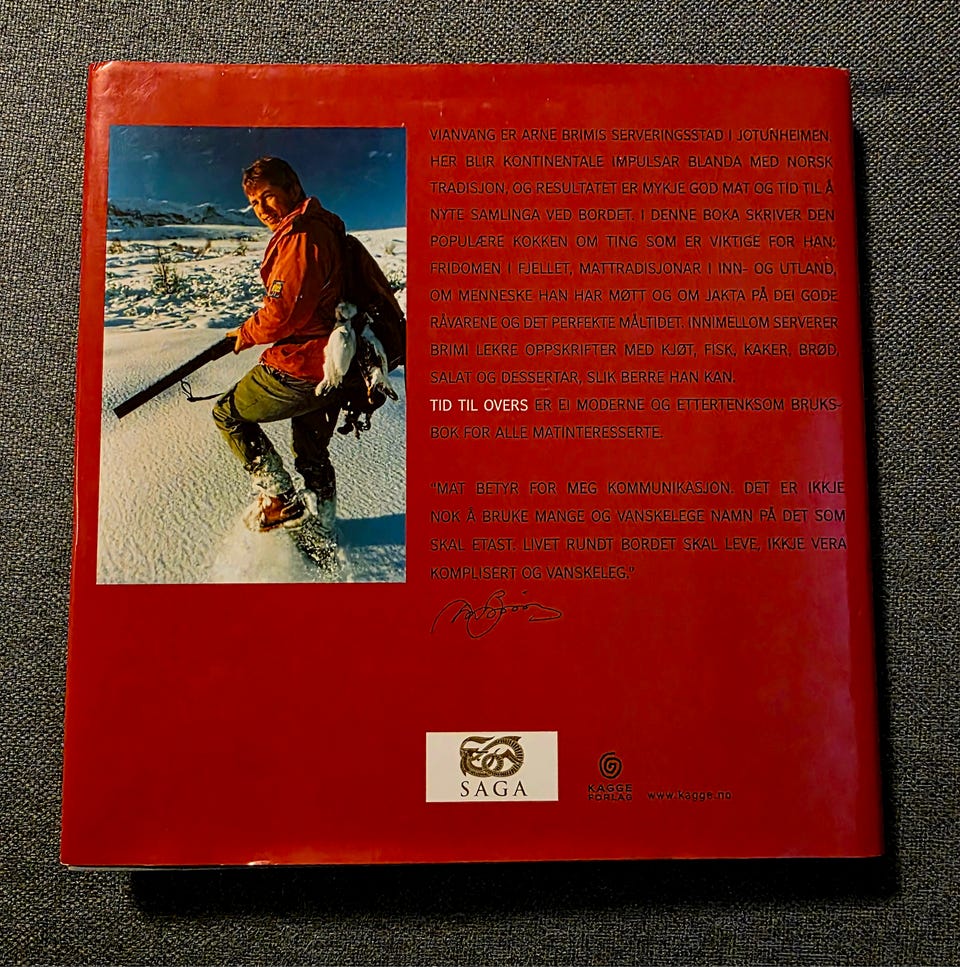 VIANVANG ER ARNE BRIMIS SERVERINGSSTAD I JOTUNHEIMEN.
HER BLIR KONTINENTALE IMPULSAR BLANDA MED NORSK
TRADISJON, OG RESULTATET ER MYKJE GOD MAT OG TID TIL Å
NYTE SAMLINGA VED BORDET. I DENNE BOKA SKRIVER DEN
POPULÆRE KOKKEN OM TING SOM ER VIKTIGE FOR HAN:
FRIDOMEN I FJELLET, MATTRADISJONAR I INN- OG UTLAND,
OM MENNESKE HAN HAR MØTT OG OM JAKTA PÅ DEI GODE
RÅVARENE OG DET PERFEKTE MÅLTIDET. INNIMELLOM SERVERER
BRIMI LEKRE OPPSKRIFTER MED KJØT, FISK, KAKER, BRØD,
SALAT OG DESSERTAR, SLIK BERRE HAN KAN.
TID TIL OVERS ER EI MODERNE OG ETTERTENKSOM BRUKS-
BOK FOR ALLE MATINTERESSERTE.
"MAT BETYR FOR MEG KOMMUNIKASJON. DET ER IKKJE
NOK Å BRUKE MANGE OG VANSKELEGE NAMN PÅ DET SOM
SKAL ETAST. LIVET RUNDT BORDET SKAL LEVE, IKKJE VERA
KOMPLISERT OG VANSKELEG."
SAGA
KAGGE
FORLAG
www.kagge.no